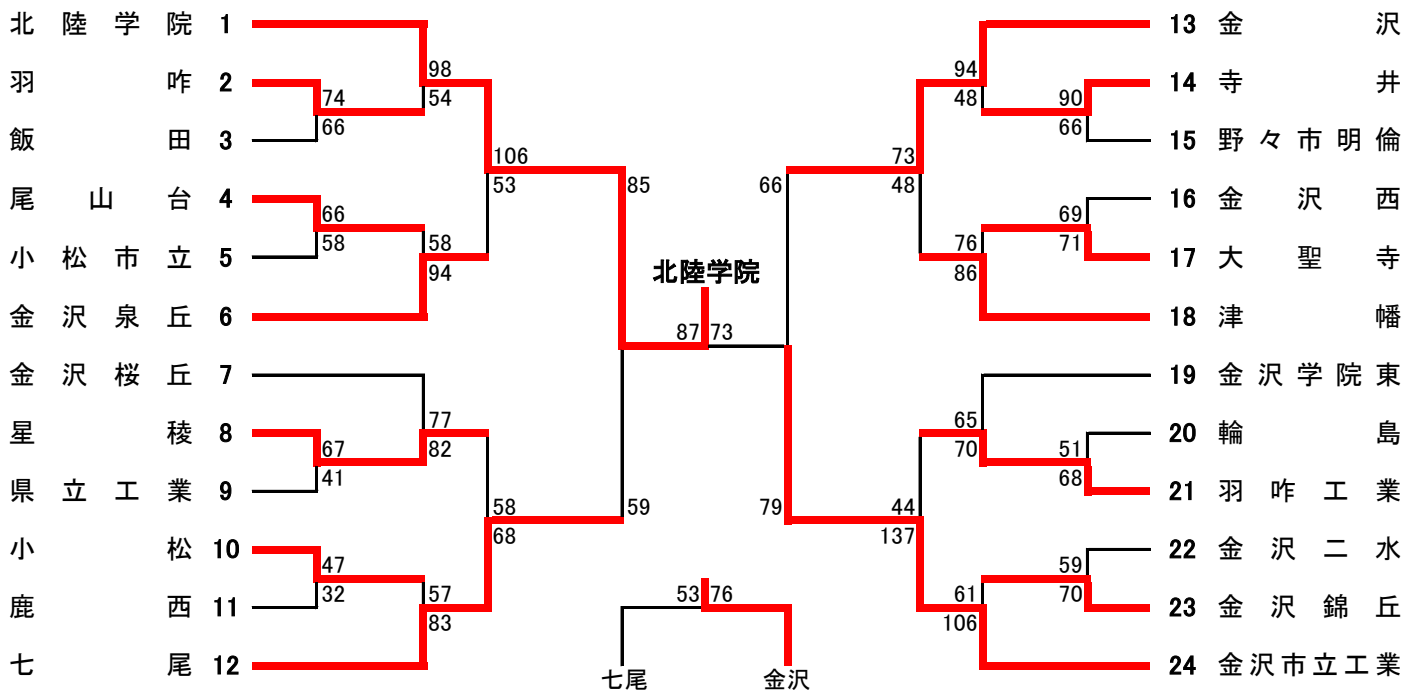 北陸学院 1
98
54
羽咋 2
74
66
飯田 3
106
53
尾山台 4
66
58
小松市立 5
58
94
金沢泉丘 6
85
59
金沢桜丘 7
77
82
星稜 8
67
41
県立工業 9
58
68
小松 10
47
32
鹿西 11
57
83
七尾 12
北陸学院
87 73
53 76
七尾 金沢
13 金沢
94
48
14 寺井
90
66
15 野々市明倫
73
48
16 金沢西
69
71
17 大聖寺
76
86
18 津幡
66
79
19 金沢学院東
65
70
20 輪島
51
68
21 羽咋工業
44
137
22 金沢二水
59
70
23 金沢錦丘
61
106
24 金沢市立工業